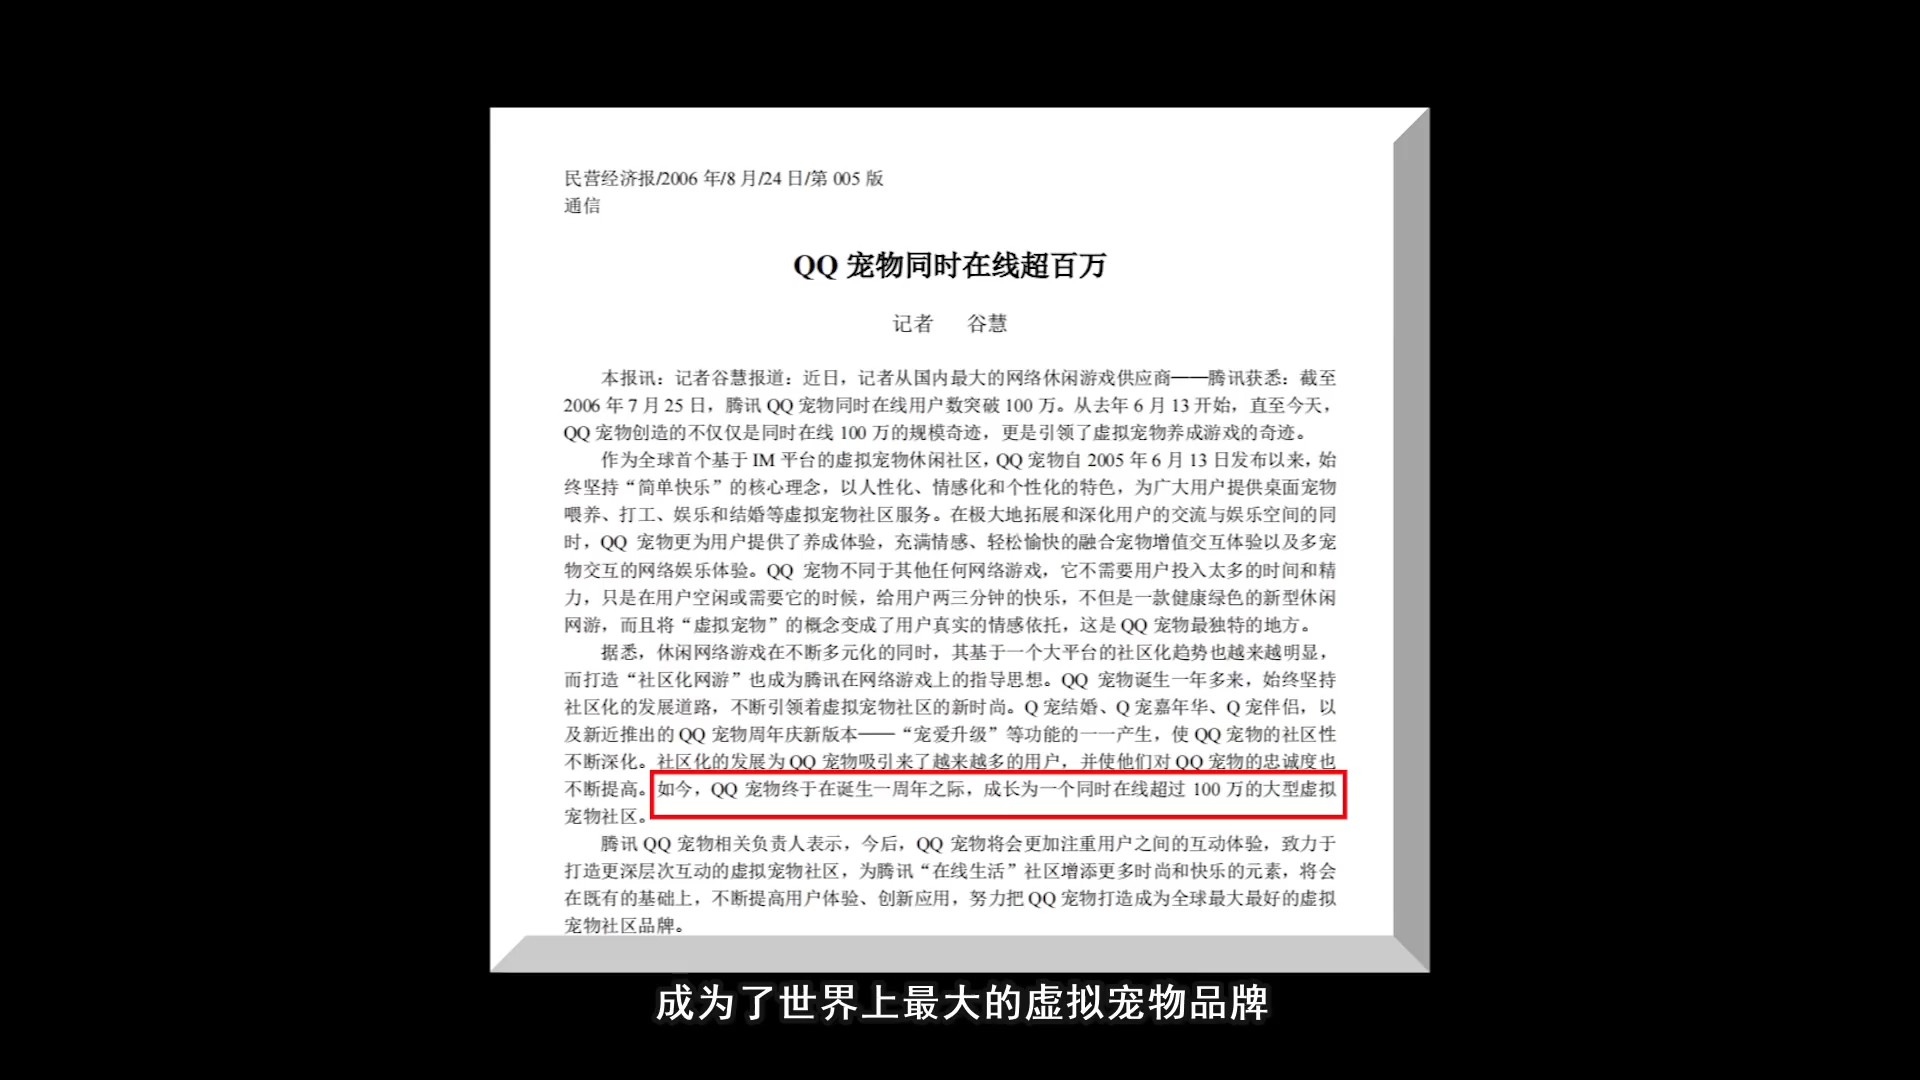 民营经济报/2006 年/8 月/24 日/第 005 版
通信
QQ 宠物同时在线超百万
记者 谷慧
本报讯：记者谷慧报道：近日，记者从国内最大的网络休闲游戏供应商——腾讯获悉：截至
2006 年 7 月 25 日，腾讯 QQ 宠物同时在线用户数突破 100 万。从去年 6 月 13 开始，直至今天，
QQ 宠物创造的不仅仅是同时在线 100 万的规模奇迹，更是引领了虚拟宠物养成游戏的奇迹。
作为全球首个基于 IM 平台的虚拟宠物休闲社区，QQ 宠物自 2005 年 6 月 13 日发布以来，始
终坚持“简单快乐”的核心理念，以人性化、情感化和个性化的特色，为广大用户提供桌面宠物
喂养、打工、娱乐和结婚等虚拟宠物社区服务。在极大地拓展和深化用户的交流与娱乐空间的同
时，QQ 宠物更为用户提供了养成体验，充满情感、轻松愉快的融合宠物增值交互体验以及多宠
物交互的网络娱乐体验。QQ 宠物不同于其他任何网络游戏，它不需要用户投入太多的时间和精
力，只是在用户空闲或需要它的时候，给用户两三分钟的快乐，不但是一款健康绿色的新型休闲
网游，而且将“虚拟宠物”的概念变成了用户真实的情感依托，这是 QQ 宠物最独特的地方。
据悉，休闲网络游戏在不断多元化的同时，其基于一个大平台的社区化趋势也越来越明显，
而打造“社区化网游”也成为腾讯在网络游戏上的指导思想。QQ 宠物诞生一年多来，始终坚持
社区化的发展道路，不断引领着虚拟宠物社区的新时尚。Q 宠结婚、Q 宠嘉年华、Q 宠伴侣，以
及新近推出的 QQ 宠物周年庆新版本——“宠爱升级”等功能的一一产生，使 QQ 宠物的社区性
不断深化。社区化的发展为 QQ 宠物吸引来了越来越多的用户，并使他们对 QQ 宠物的忠诚度也
不断提高。如今，QQ 宠物终于在诞生一周年之际，成长为一个同时在线超过 100 万的大型虚拟
宠物社区。
腾讯 QQ 宠物相关负责人表示，今后，QQ 宠物将会更加注重用户之间的互动体验，致力于
打造更深层次互动的虚拟宠物社区，为腾讯“在线生活”社区增添更多时尚和快乐的元素，将会
在既有的基础上，不断提高用户体验、创新应用，努力把 QQ 宠物打造成为全球最大最好的虚拟
宠物社区品牌。
成为了世界上最大的虚拟宠物品牌